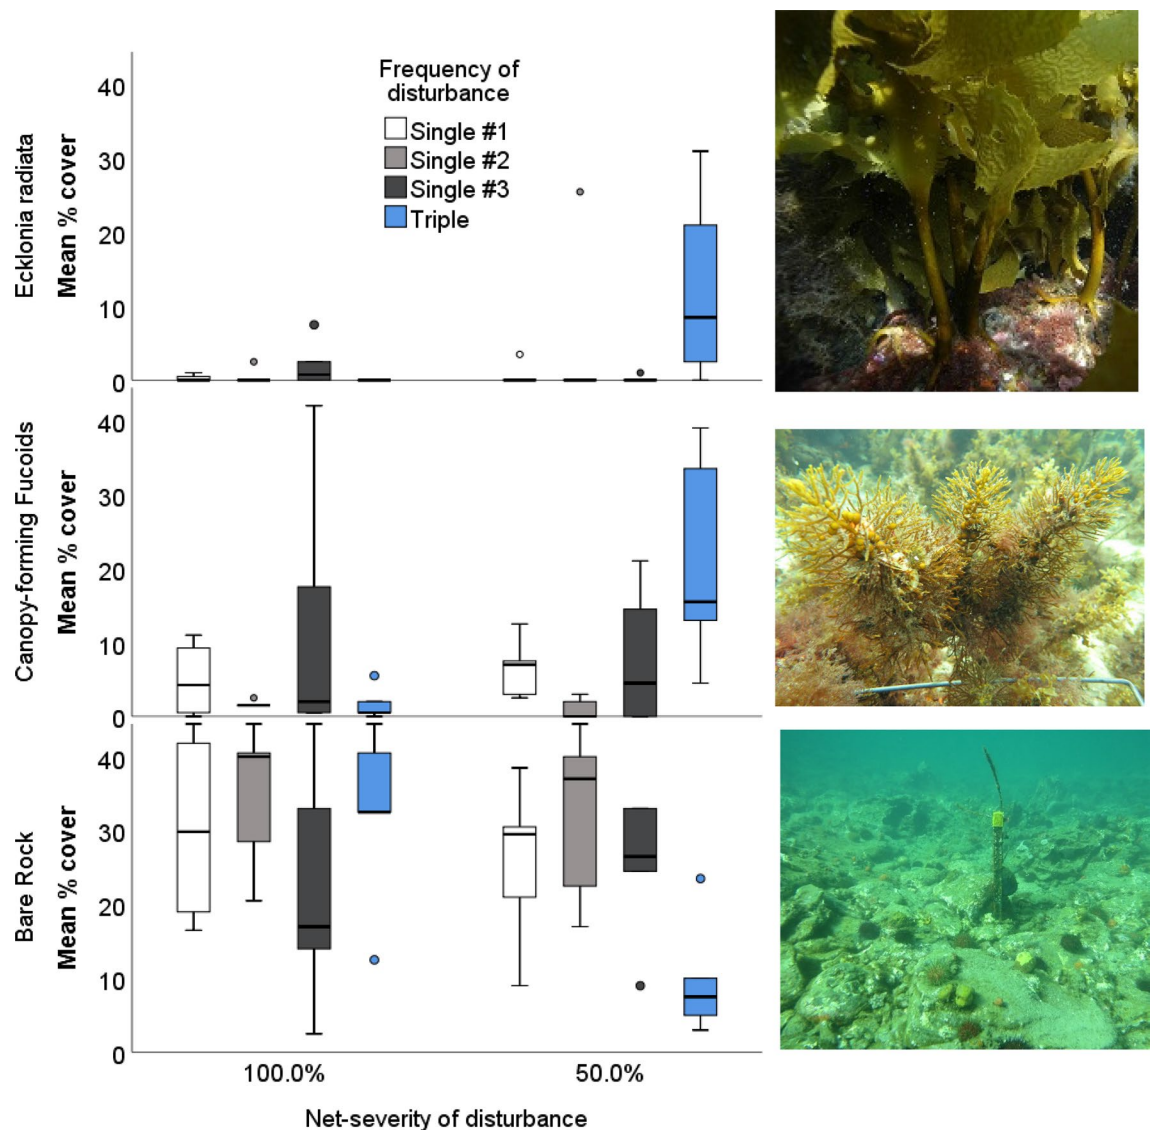 Frequency of
disturbance
Single #1
Single #2
Single #3
Triple
Ecklonia radiata
Mean % cover
40
30
20
10
0
Canopy-forming Fucoids
Mean % cover
40
30
20
10
0
Bare Rock
Mean % cover
40
30
20
10
0
100.0%
50.0%
Net-severity of disturbance